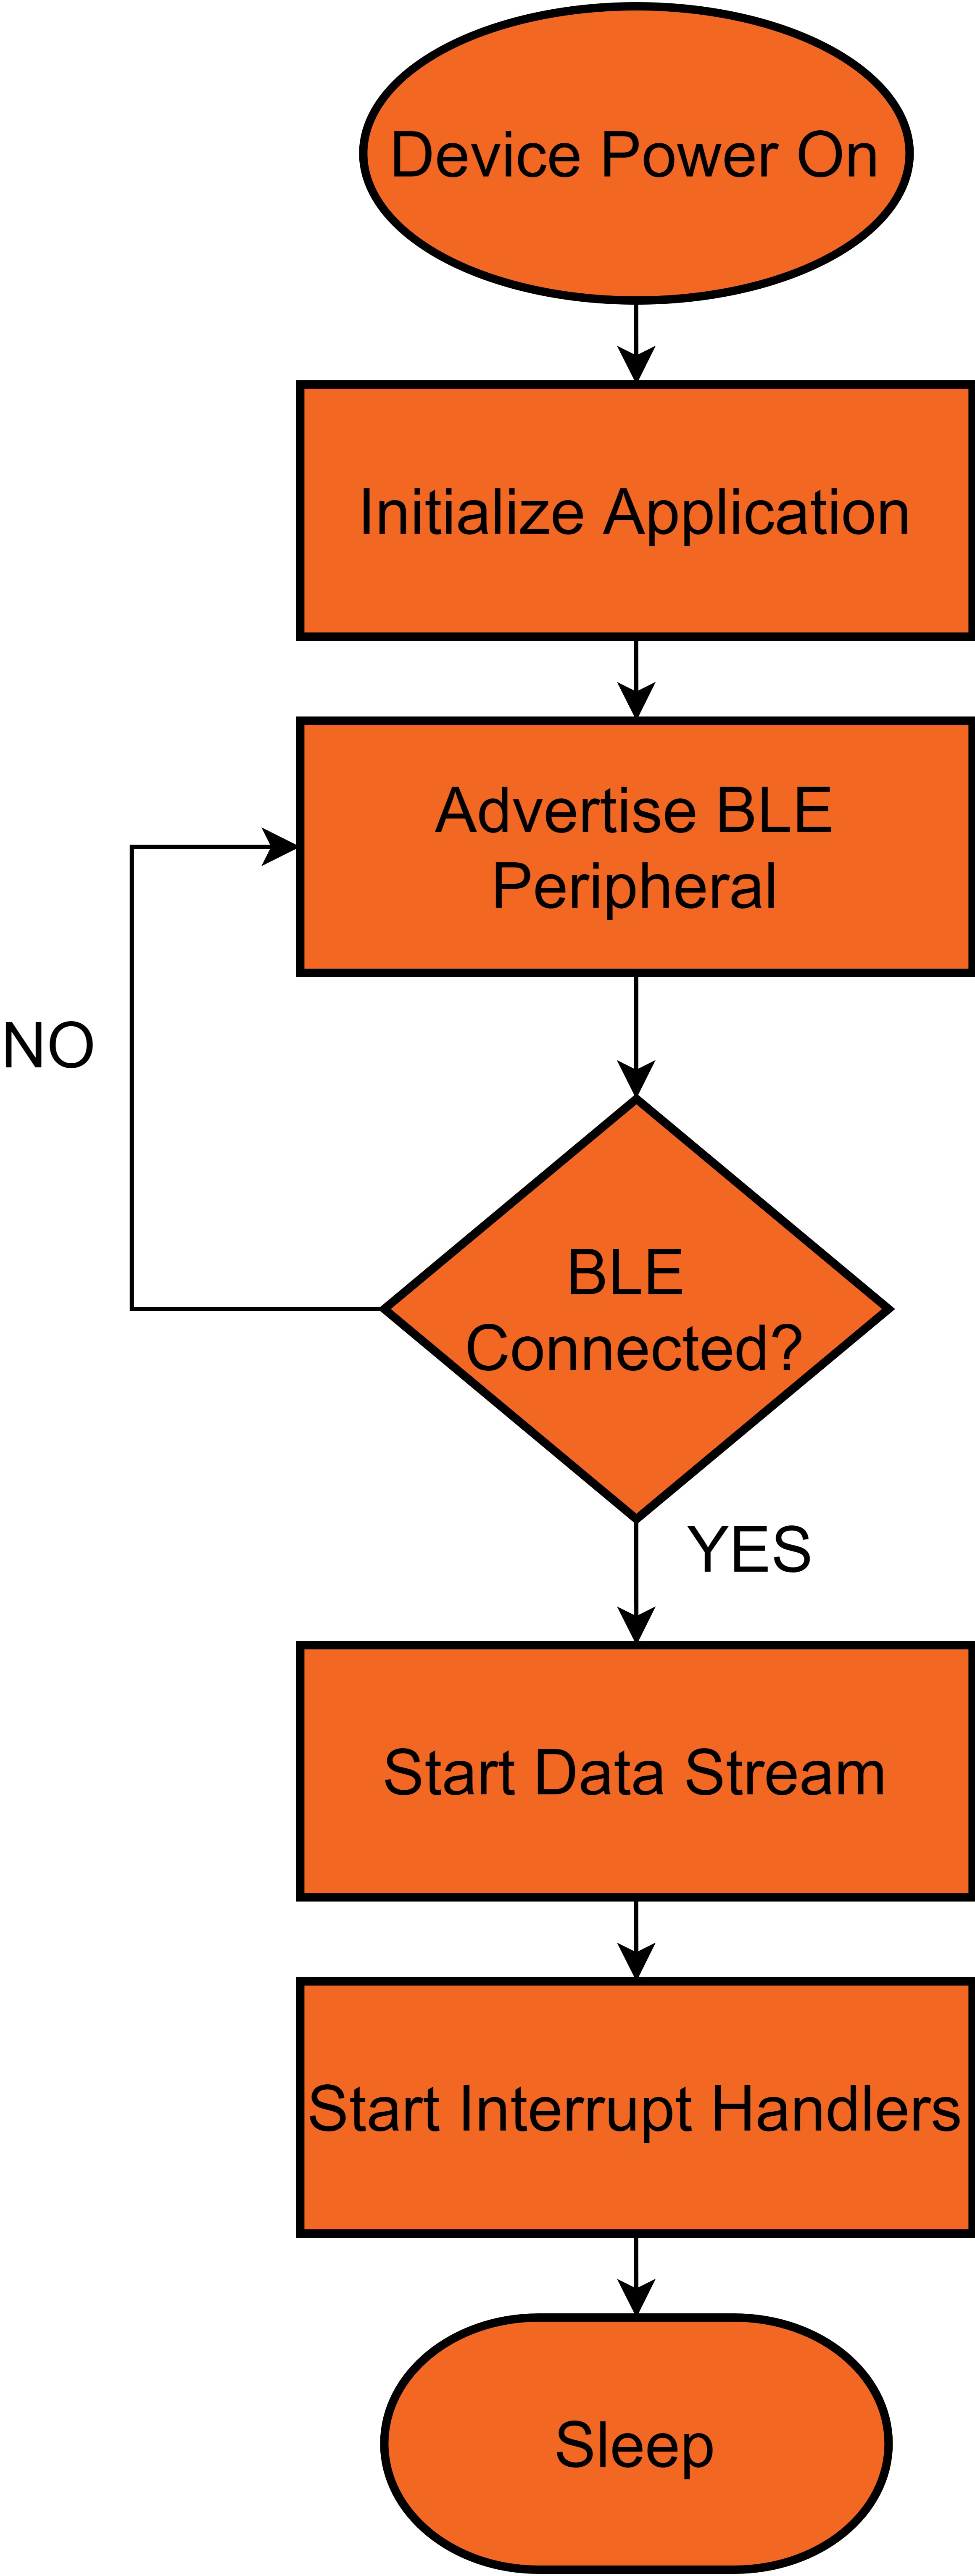 Device Power On
Initialize Application
Advertise BLE
Peripheral
NO
BLE
Connected?
YES
Start Data Stream
Start Interrupt Handlers
Sleep